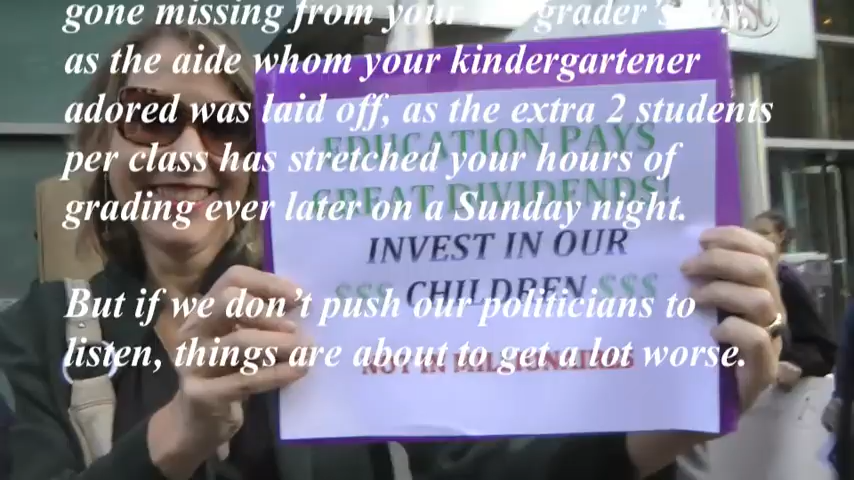 gone missing from your grader's
as the aide whom your kindergartener
adored was laid off, as the extra 2 students
per class has stretched your hours of
grading ever later on a Sunday night.
But if we don't push our politicians to
listen, things are about to get a lot worse.
EDUCATION PAYS
GREAT DIVIDENDS!
INVEST IN OUR
$$$ CHILDREN $$$
NOT IN MILLIONAIRES